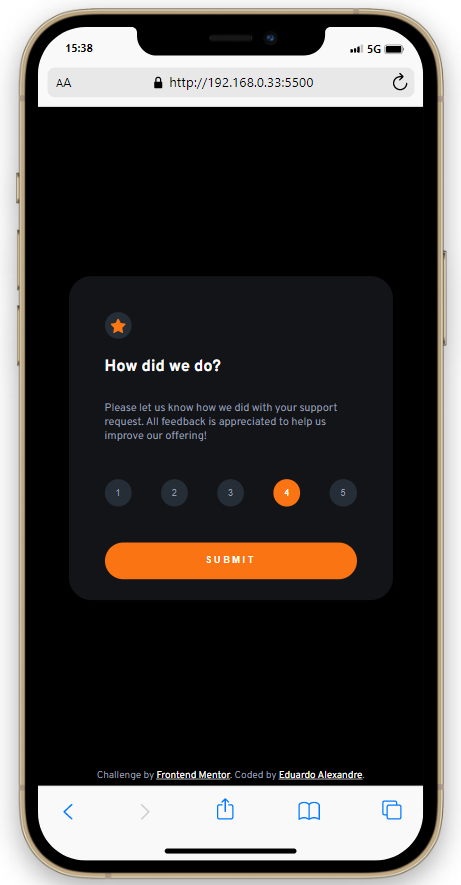 15:38
5G
AA
http://192.168.0.33:5500
How did we do?
Please let us know how we did with your support
request. All feedback is appreciated to help us
improve our offering!
1 2 3 4 5
SUBMIT
Challenge by Frontend Mentor. Coded by Eduardo Alexandre.